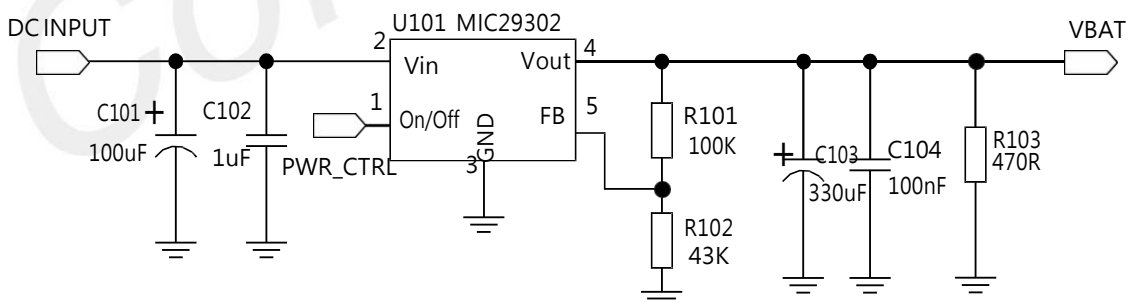 U101 MIC29302
DC INPUT
VBAT
2
4
Vin
Vout
1
5
On/Off
FB
GND
3
PWR_CTRL
C101
+
100uF
C102
1uF
R101
100K
R102
43K
+
C103
330uF
C104
100nF
R103
470R